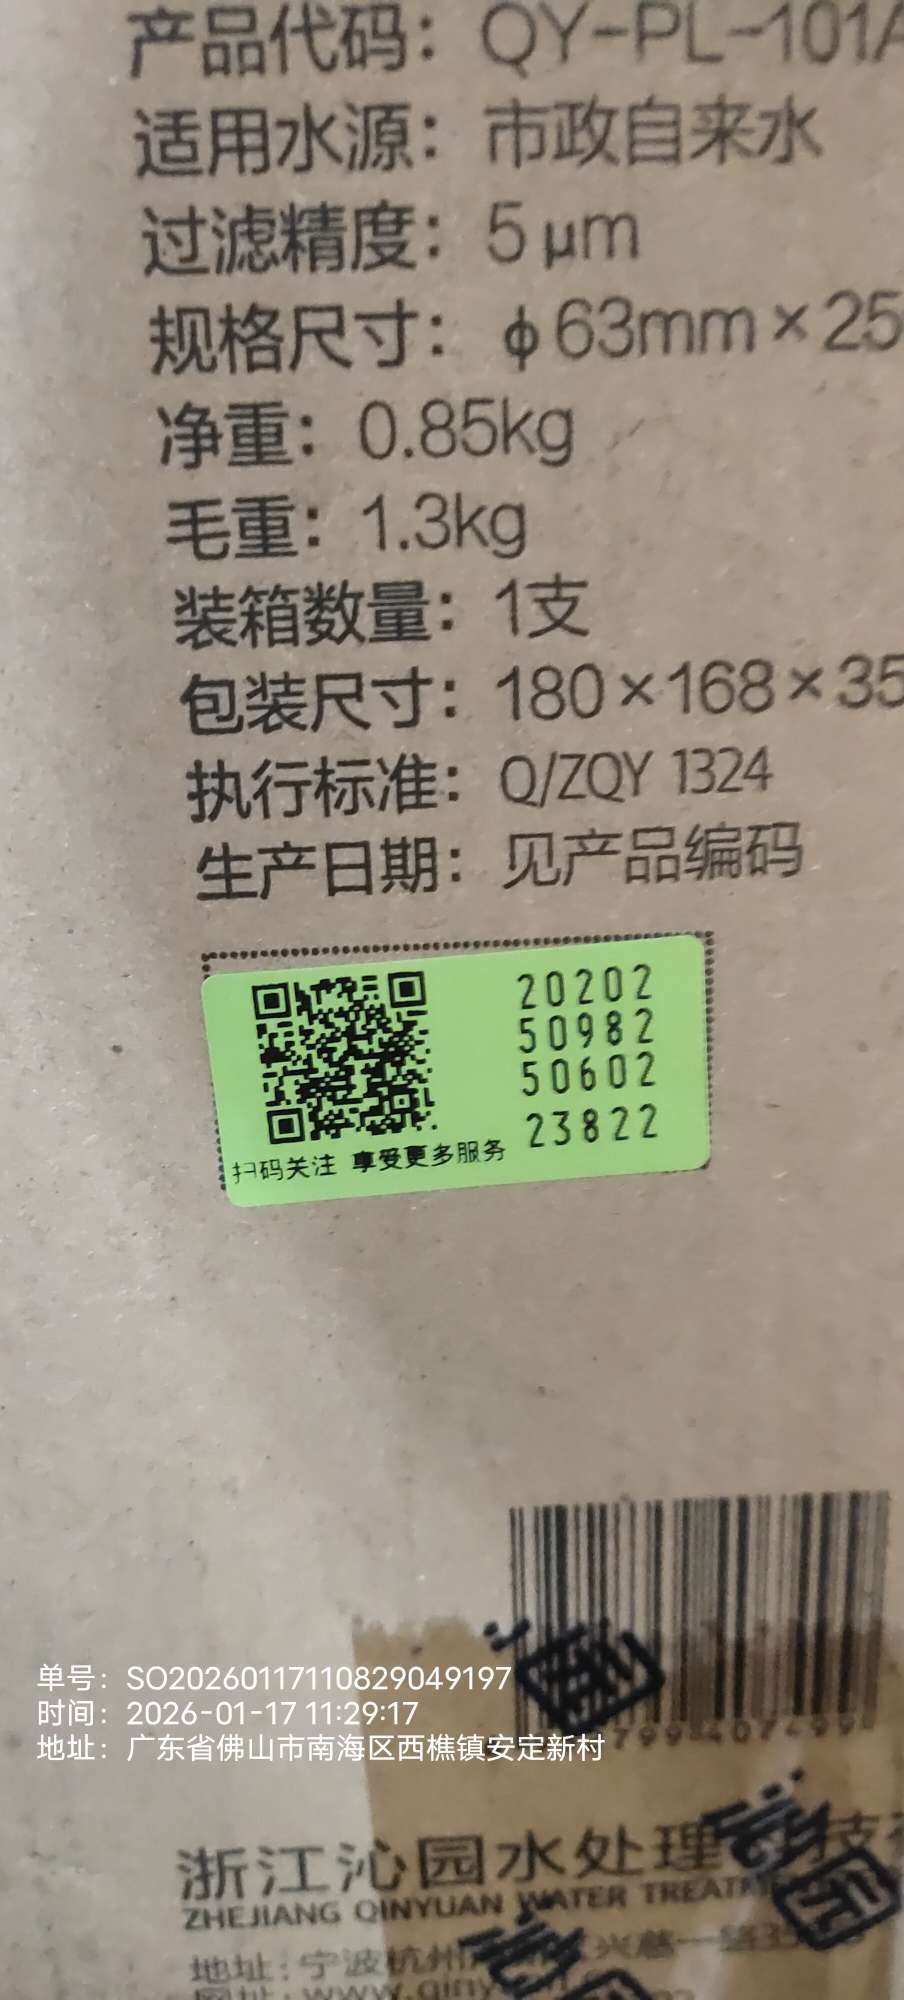 产品代码：QY-PL-101A
适用水源：市政自来水
过滤精度：5μm
规格尺寸：ϕ63mm×25
净重：0.85kg
毛重：1.3kg
装箱数量：1支
包装尺寸：180×168×35
执行标准：Q/ZQY 1324
生产日期：见产品编码
20202
50982
50602
23822
扫码关注 享受更多服务
单号：SO20260117110829049197
时间：2026-01-17 11:29:17
地址：广东省佛山市南海区西樵镇安定新村
浙江沁园水处理
ZHEJIANG QINYUAN WATER
地址：宁波杭州